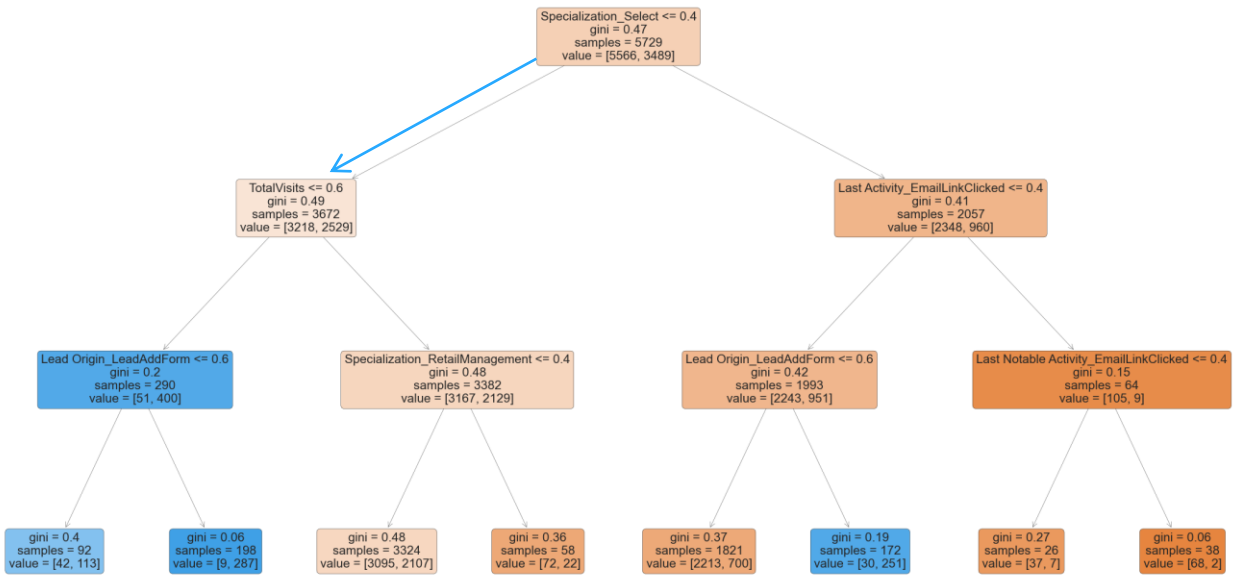 Specialization_Select <= 0.4
gini = 0.47
samples = 5729
value = [5566, 3489]
TotalVisits <= 0.6
gini = 0.49
samples = 3672
value = [3218, 2529]
Last Activity_EmailLinkClicked <= 0.4
gini = 0.41
samples = 2057
value = [2348, 960]
Lead Origin_LeadAddForm <= 0.6
gini = 0.2
samples = 290
value = [51, 400]
Specialization_RetailManagement <= 0.4
gini = 0.48
samples = 3382
value = [3167, 2129]
Lead Origin_LeadAddForm <= 0.6
gini = 0.42
samples = 1993
value = [2243, 951]
Last Notable Activity_EmailLinkClicked <= 0.4
gini = 0.15
samples = 64
value = [105, 9]
gini = 0.4
samples = 92
value = [42, 113]
gini = 0.06
samples = 198
value = [9, 287]
gini = 0.48
samples = 3324
value = [3095, 2107]
gini = 0.36
samples = 58
value = [72, 22]
gini = 0.37
samples = 1821
value = [2213, 700]
gini = 0.19
samples = 172
value = [30, 251]
gini = 0.27
samples = 26
value = [37, 7]
gini = 0.06
samples = 38
value = [68, 2]